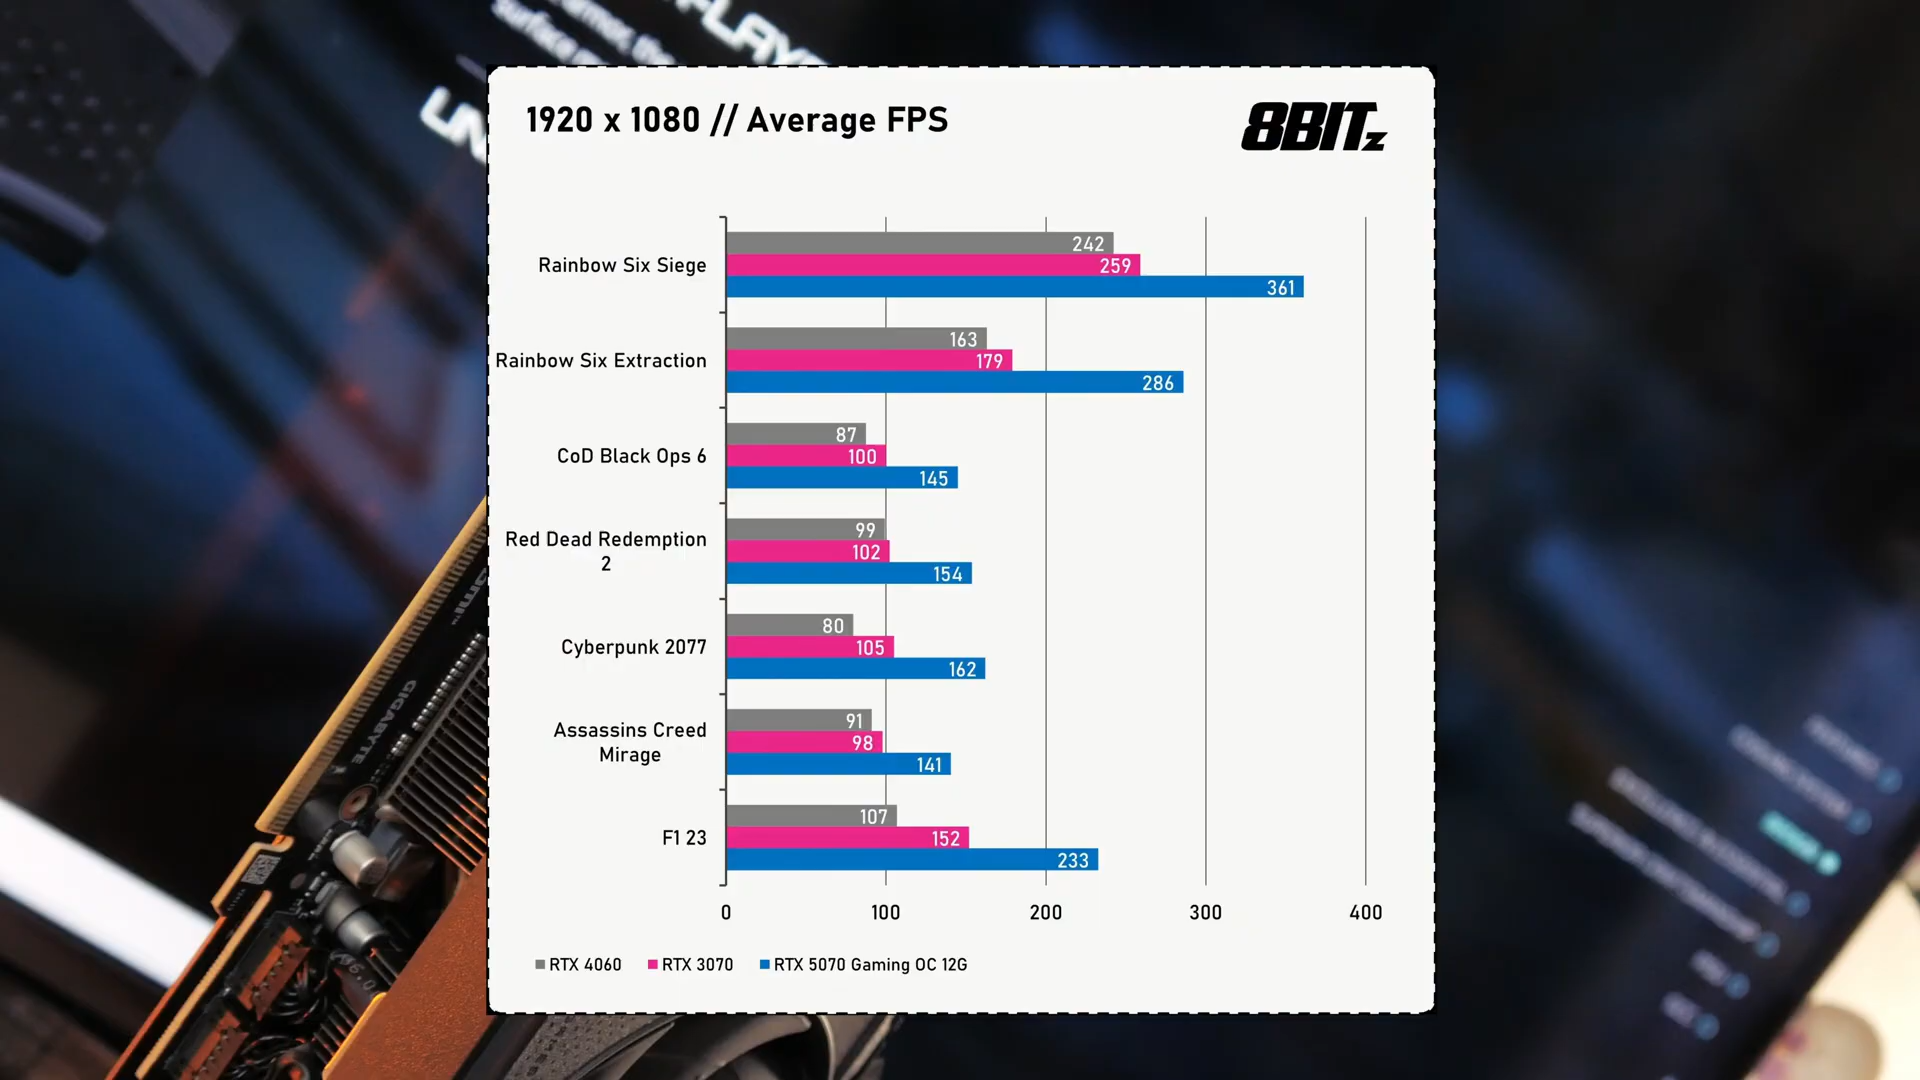 1920 x 1080 // Average FPS
8BITz
Rainbow Six Siege
242
259
361
Rainbow Six Extraction
163
179
286
CoD Black Ops 6
87
100
145
Red Dead Redemption
2
99
102
154
Cyberpunk 2077
80
105
162
Assassins Creed
Mirage
91
98
141
F1 23
107
152
233
0 100 200 300 400
RTX 4060 RTX 3070 RTX 5070 Gaming OC 12G
GIGABYTE